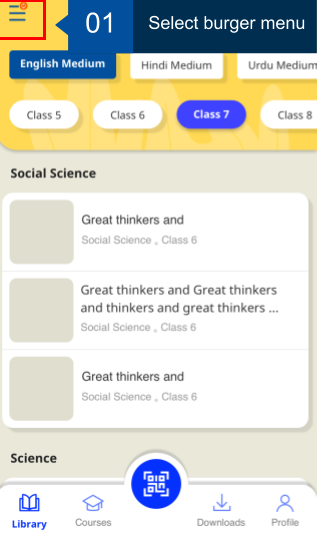 01 Select burger menu
English Medium Hindi Medium Urdu Medium
Class 5 Class 6 Class 7 Class 8
Social Science
Great thinkers and
Social Science , Class 6
Great thinkers and Great thinkers
and thinkers and great thinkers ...
Social Science , Class 6
Great thinkers and
Social Science , Class 6
Science
Library Courses Downloads Profile